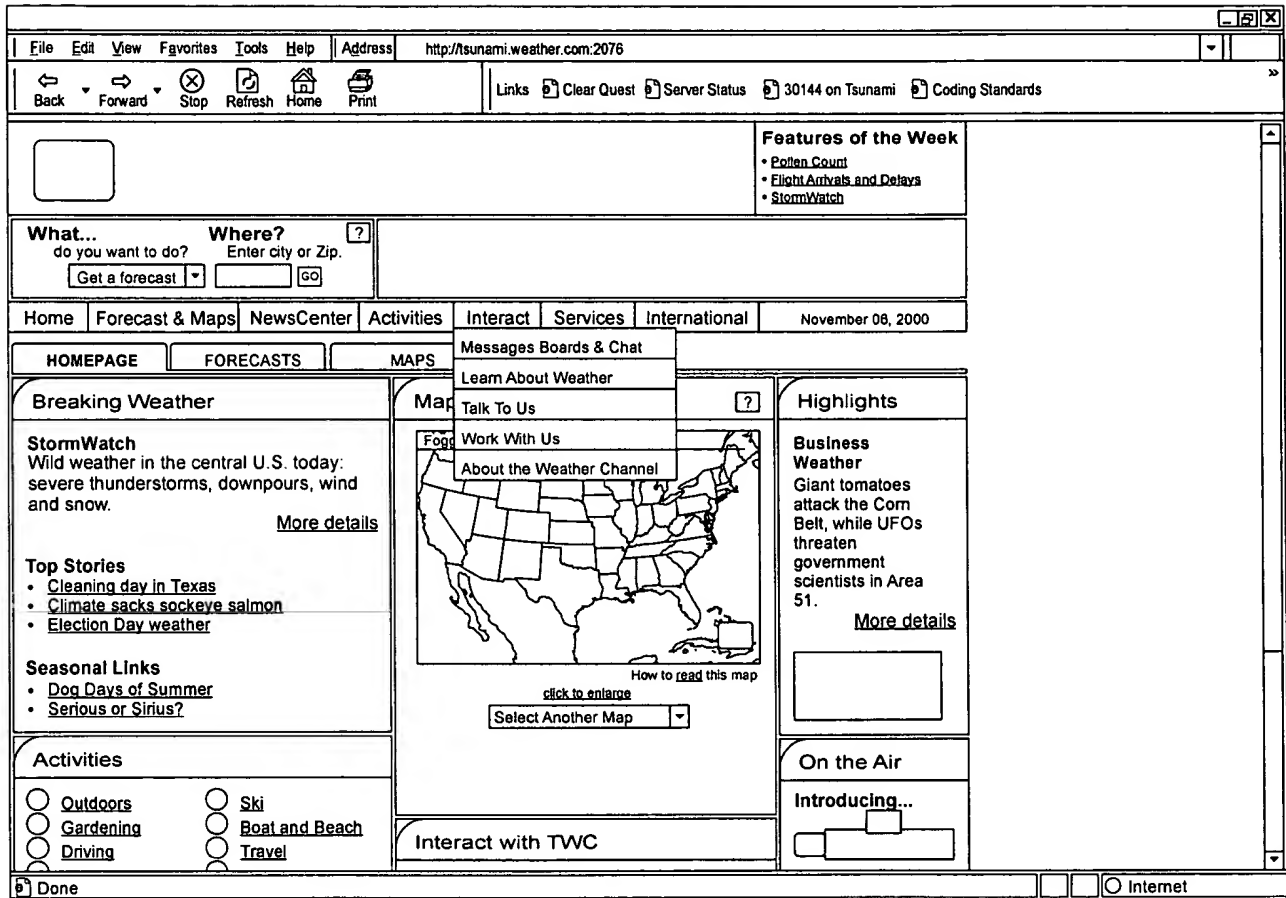 File Edit View Favorites Tools Help Address http://tsunami.weather.com:2076
Back Forward Stop Refresh Home Print Links Clear Quest Server Status 30144 on Tsunami Coding Standards »
Features of the Week
• Pollen Count
• Flight Arrivals and Delays
• StormWatch
What... Where? ?
do you want to do? Enter city or Zip.
Get a forecast GO
Home Forecast & Maps NewsCenter Activities Interact Services International November 06, 2000
Messages Boards & Chat
Learn About Weather
Talk To Us
Work With Us
About the Weather Channel
HOMEPAGE FORECASTS MAPS
Breaking Weather
StormWatch
Wild weather in the central U.S. today:
severe thunderstorms, downpours, wind
and snow.
More details
Top Stories
• Cleaning day in Texas
• Climate sacks sockeye salmon
• Election Day weather
Seasonal Links
• Dog Days of Summer
• Serious or Sirius?
Activities
Outdoors Ski
Gardening Boat and Beach
Driving Travel
Map ?
Fogg
How to read this map
click to enlarge
Select Another Map
Interact with TWC
Highlights
Business
Weather
Giant tomatoes
attack the Corn
Belt, while UFOs
threaten
government
scientists in Area
51.
More details
On the Air
Introducing...
Done Internet